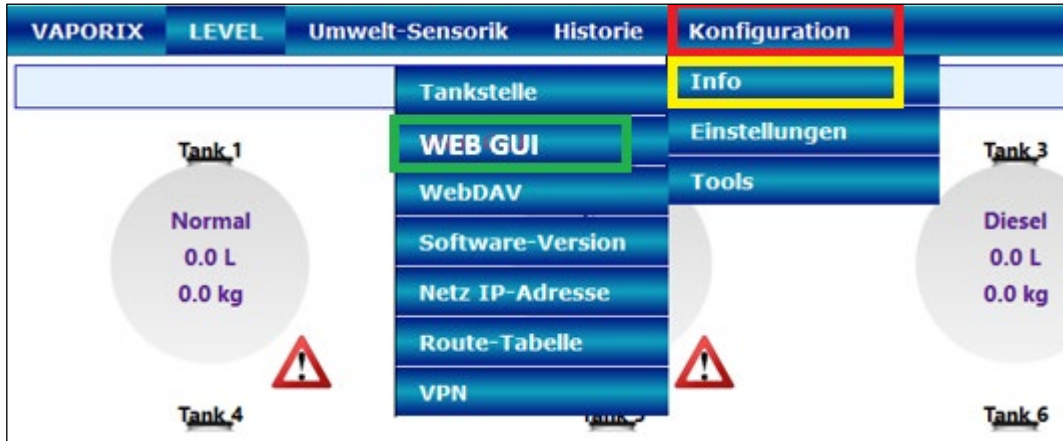 VAPORIX LEVEL Umwelt-Sensorik Historie Konfiguration
Info
Einstellungen
Tools
Tankstelle
WEB GUI
WebDAV
Software-Version
Netz IP-Adresse
Route-Tabelle
VPN
Tank 1
Normal
0.0 L
0.0 kg
Tank 3
Diesel
0.0 L
0.0 kg
Tank 4
Tank 6